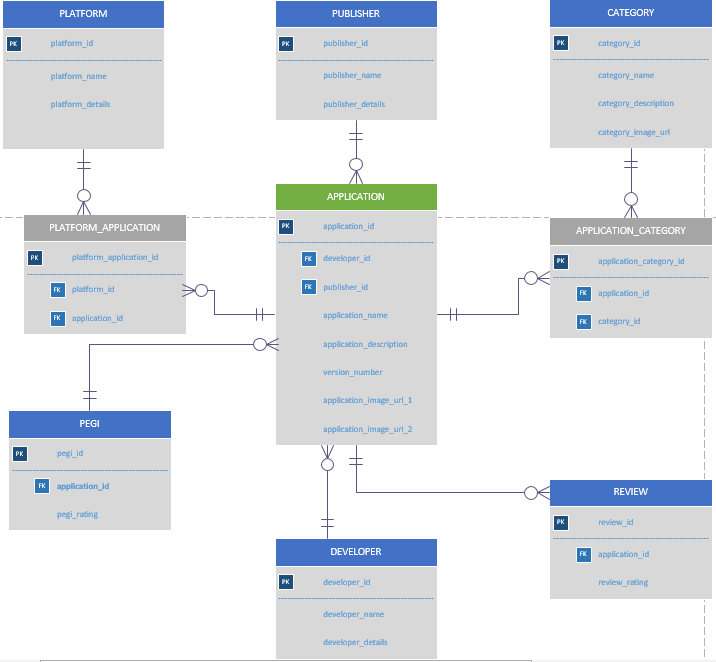 PLATFORM
PK platform_id
platform_name
platform_details
PUBLISHER
PK publisher_id
publisher_name
publisher_details
CATEGORY
PK category_id
category_name
category_description
category_image_url
PLATFORM_APPLICATION
PK platform_application_id
FK platform_id
FK application_id
APPLICATION
PK application_id
FK developer_id
FK publisher_id
application_name
application_description
version_number
application_image_url_1
application_image_url_2
APPLICATION_CATEGORY
PK application_category_id
FK application_id
FK category_id
PEGI
PK pegi_id
FK application_id
pegi_rating
DEVELOPER
PK developer_id
developer_name
developer_details
REVIEW
PK review_id
FK application_id
review_rating